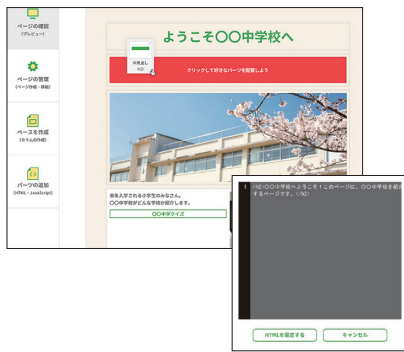 ページの確認
(プレビュー)
ページの管理
(ページ作成・移動)
ベースを作成
(カラムの作成)
パーツの追加
(HTML・JavaScript)
ようこそ〇〇中学校へ
中見出し
<h2>
クリックして好きなパーツを配置しよう
来年入学される小学生のみなさん。
〇〇中学校がどんな学校か紹介します。
〇〇中学クイズ
1 <h2>〇〇中学校へようこそ！このページは、〇〇中学校を紹介
するページです。</h2>
HTMLを設定する
キャンセル